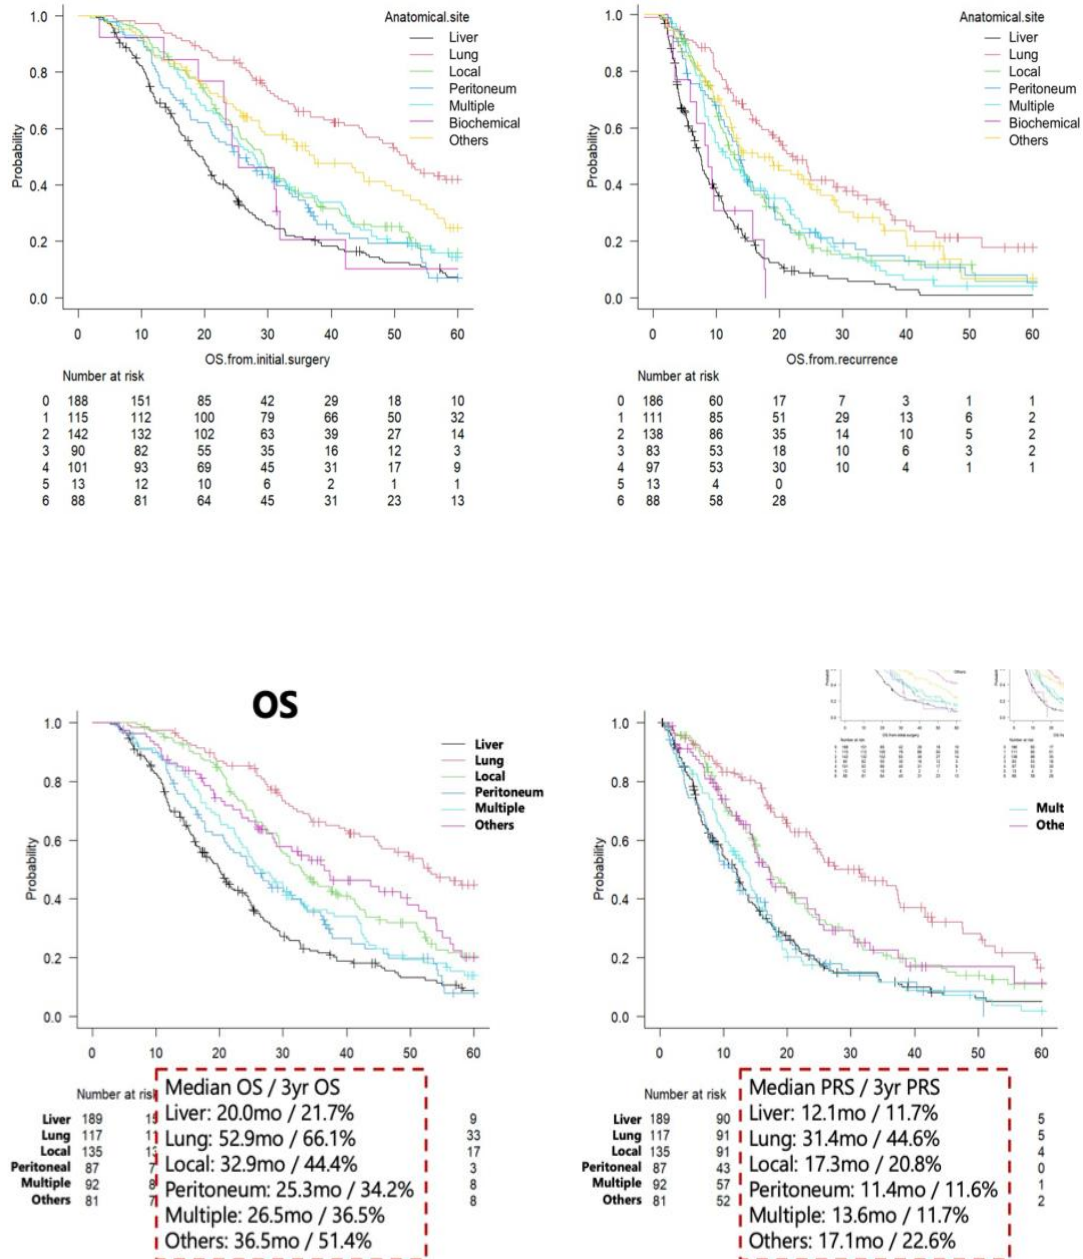 Anatomical.site
Liver
Lung
Local
Peritoneum
Multiple
Biochemical
Others
Probability
1.0
0.8
0.6
0.4
0.2
0.0
0 10 20 30 40 50 60
OS.from.initial.surgery
Number at risk
0 188 151 85 42 29 18 10
1 115 112 100 79 66 50 32
2 142 132 102 63 39 27 14
3 90 82 55 35 16 12 3
4 101 93 69 45 31 17 9
5 13 12 10 6 2 1 1
6 88 81 64 45 31 23 13
Anatomical.site
Liver
Lung
Local
Peritoneum
Multiple
Biochemical
Others
Probability
1.0
0.8
0.6
0.4
0.2
0.0
0 10 20 30 40 50 60
OS.from.recurrence
Number at risk
0 186 60 17 7 3 1 1
1 111 85 51 29 13 6 2
2 138 86 35 14 10 5 2
3 83 53 18 10 6 3 2
4 97 53 30 10 4 1 1
5 13 4 0
6 88 58 28
OS
Liver
Lung
Local
Peritoneum
Multiple
Others
Probability
1.0
0.8
0.6
0.4
0.2
0.0
0 10 20 30 40 50 60
Number at risk
Liver 189 9
Lung 117 33
Local 135 17
Peritoneal 87 3
Multiple 92 8
Others 81 8
Median OS / 3yr OS
Liver: 20.0mo / 21.7%
Lung: 52.9mo / 66.1%
Local: 32.9mo / 44.4%
Peritoneum: 25.3mo / 34.2%
Multiple: 26.5mo / 36.5%
Others: 36.5mo / 51.4%
Mult
Othe
Probability
1.0
0.8
0.6
0.4
0.2
0.0
0 10 20 30 40 50 60
Number at risk
Liver 189 90 5
Lung 117 91 5
Local 135 91 4
Peritoneal 87 43 0
Multiple 92 57 1
Others 81 52 2
Median PRS / 3yr PRS
Liver: 12.1mo / 11.7%
Lung: 31.4mo / 44.6%
Local: 17.3mo / 20.8%
Peritoneum: 11.4mo / 11.6%
Multiple: 13.6mo / 11.7%
Others: 17.1mo / 22.6%